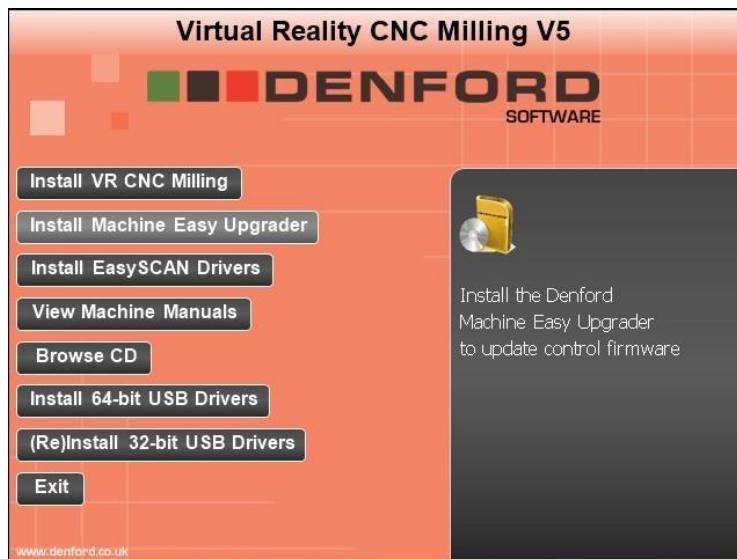 Virtual Reality CNC Milling V5
DENFORD
SOFTWARE
Install VR CNC Milling
Install Machine Easy Upgrader
Install EasySCAN Drivers
View Machine Manuals
Browse CD
Install 64-bit USB Drivers
(Re)Install 32-bit USB Drivers
Exit
Install the Denford
Machine Easy Upgrader
to update control firmware
www.denford.co.uk